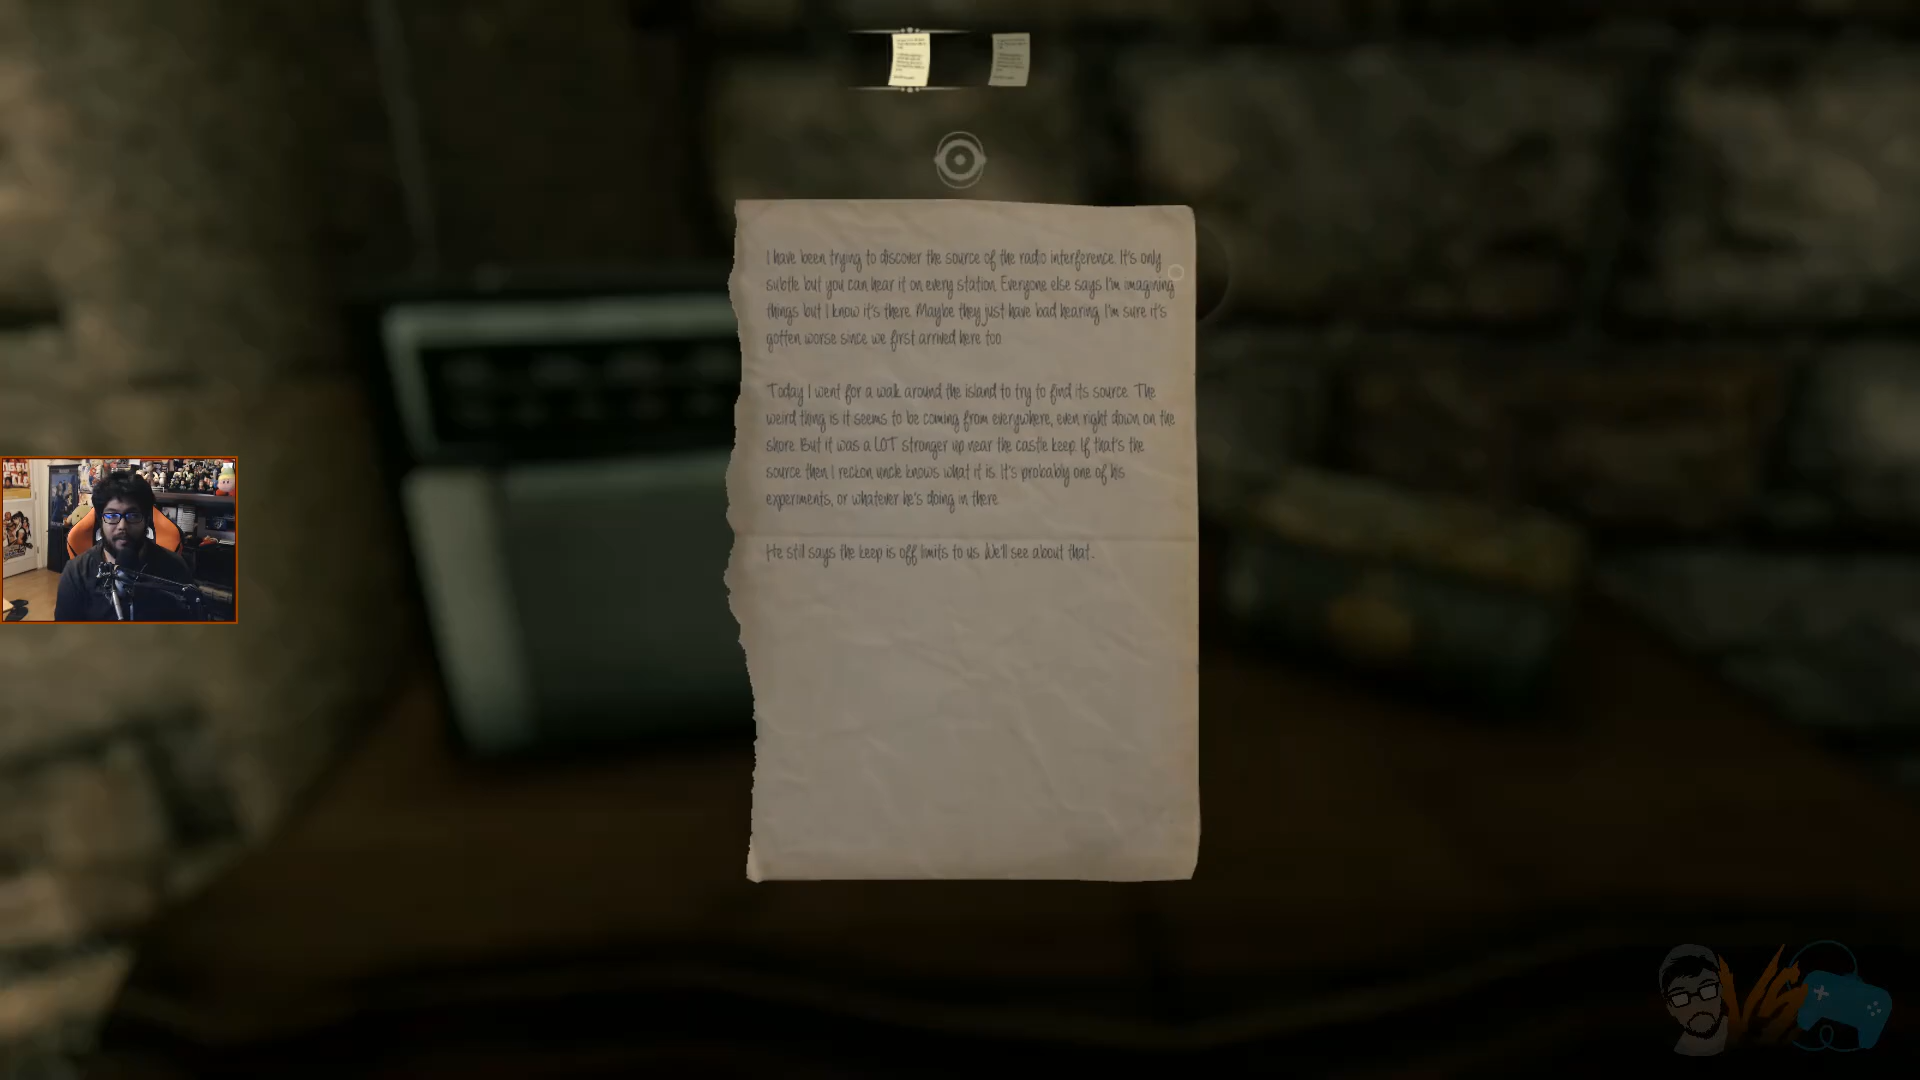 I have been trying to discover the source of the radio interference. It's only
subtle but you can hear it on every station. Everyone else says I'm imagining
things but I know it's there. Maybe they just have bad hearing. I'm sure it's
gotten worse since we first arrived here too.
Today I went for a walk around the island to try to find its source. The
weird thing is it seems to be coming from everywhere, even right down on the
shore. But it was a LOT stronger up near the castle keep. If that's the
source then I reckon uncle knows what it is. It's probably one of his
experiments, or whatever he's doing in there.
He still says the keep is off limits to us. We'll see about that...
VS